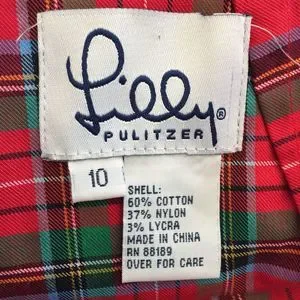 Lilly®
PULITZER
10
SHELL:
60% COTTON
37% NYLON
3% LYCRA
MADE IN CHINA
RN 88189
OVER FOR CARE